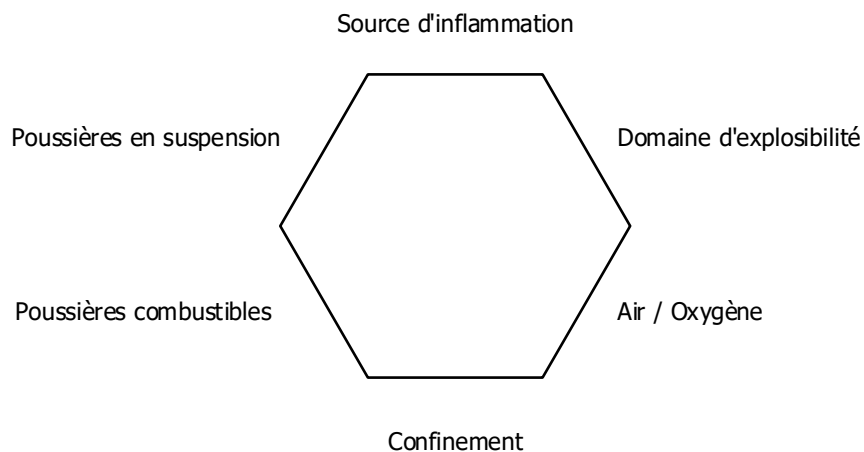 Source d'inflammation
Poussières en suspension
Domaine d'explosibilité
Poussières combustibles
Air / Oxygène
Confinement